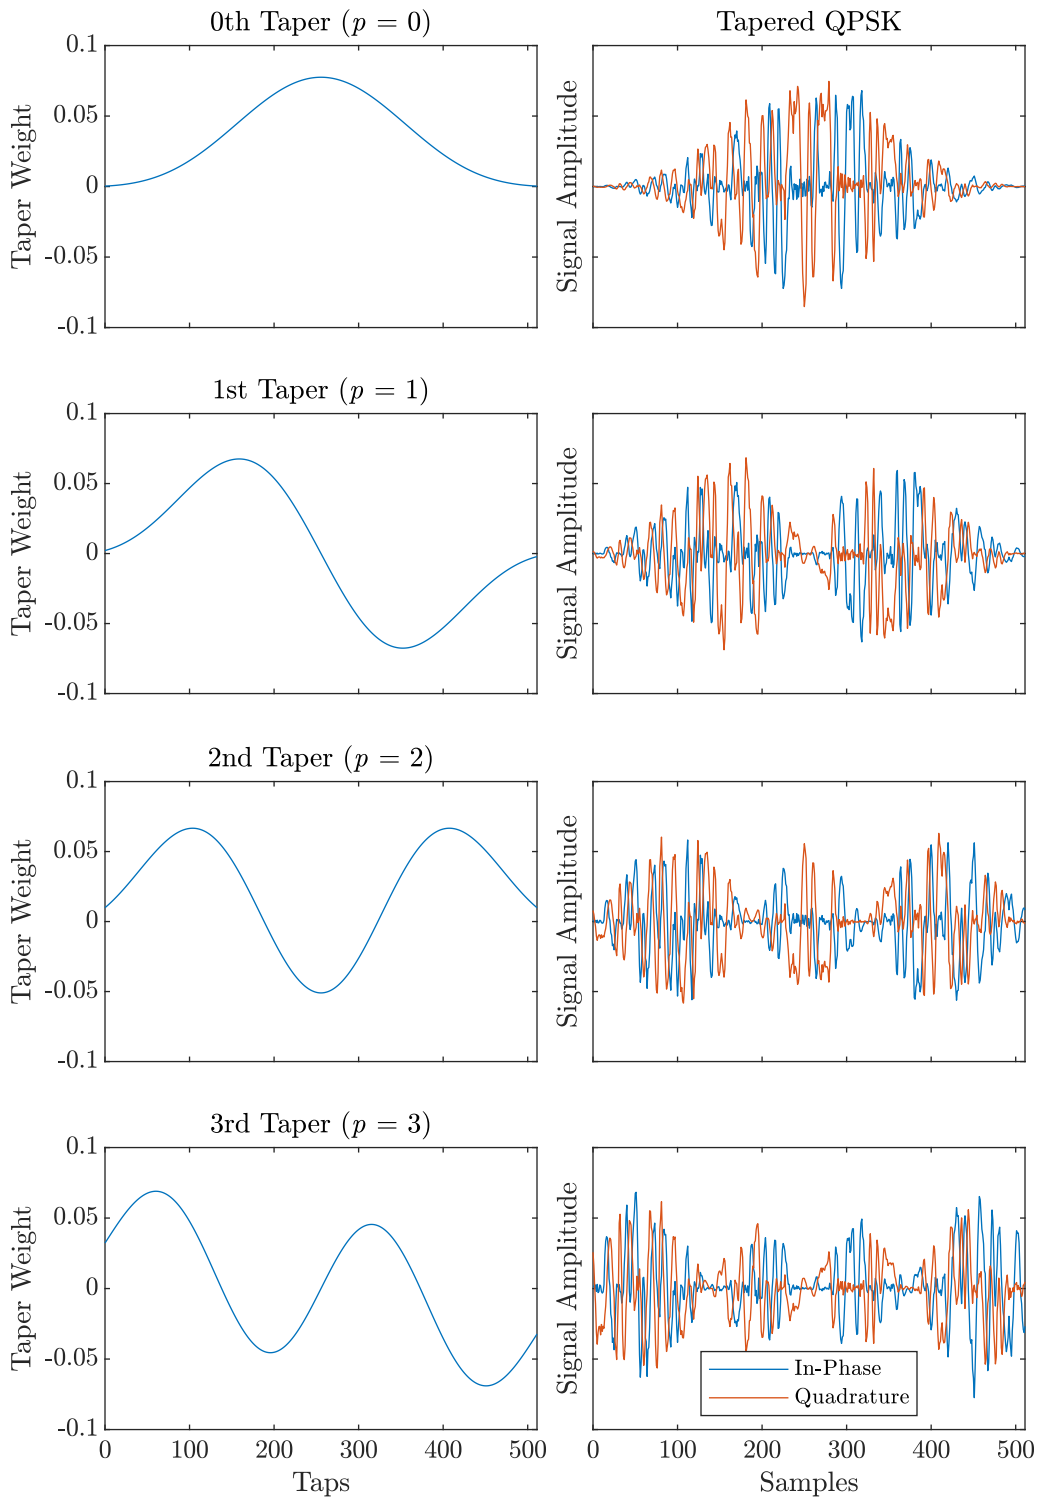 0th Taper (p = 0)
Tapered QPSK
0.1
0.05
0
-0.05
-0.1
Taper Weight
Signal Amplitude
1st Taper (p = 1)
0.1
0.05
0
-0.05
-0.1
Taper Weight
Signal Amplitude
2nd Taper (p = 2)
0.1
0.05
0
-0.05
-0.1
Taper Weight
Signal Amplitude
3rd Taper (p = 3)
0.1
0.05
0
-0.05
-0.1
Taper Weight
Signal Amplitude
In-Phase
Quadrature
0 100 200 300 400 500
0 100 200 300 400 500
Taps
Samples